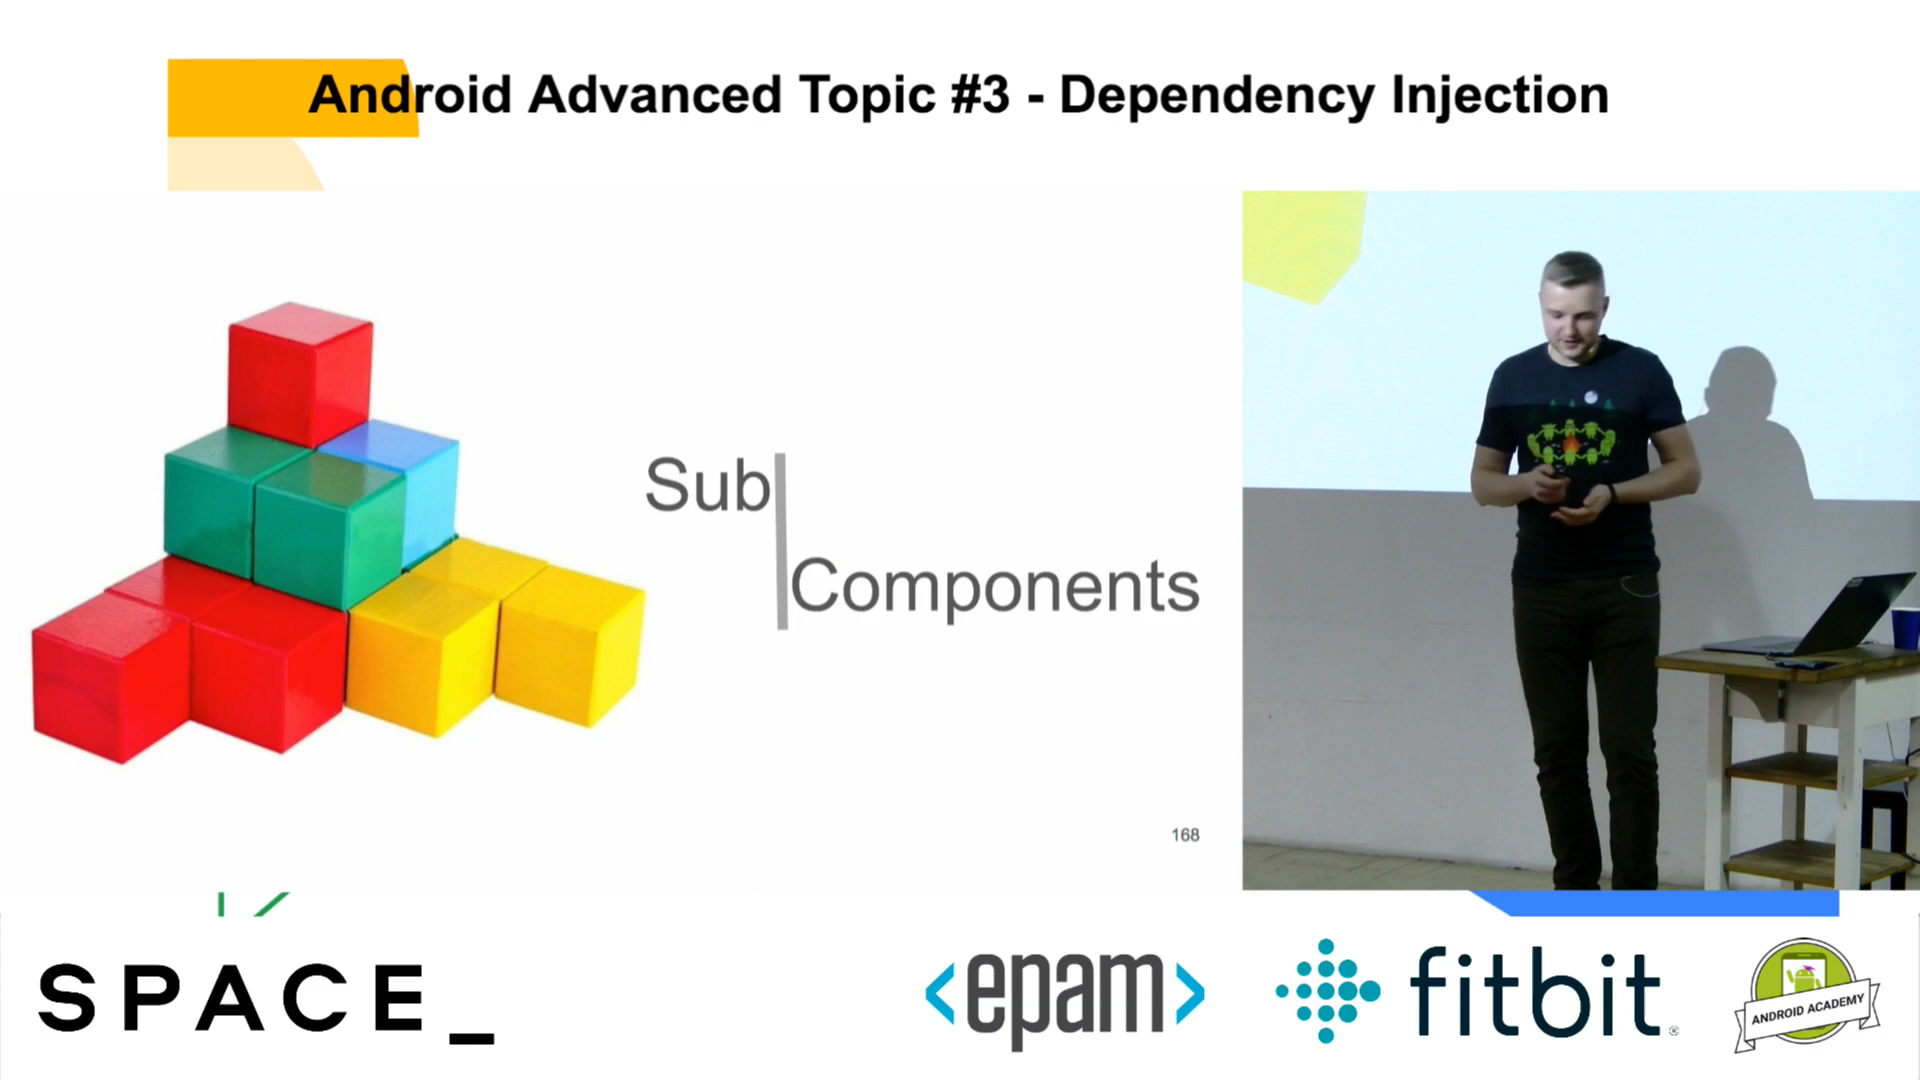 Android Advanced Topic #3 - Dependency Injection
Sub
Components
168
SPACE_
<epam>
fitbit®
ANDROID ACADEMY